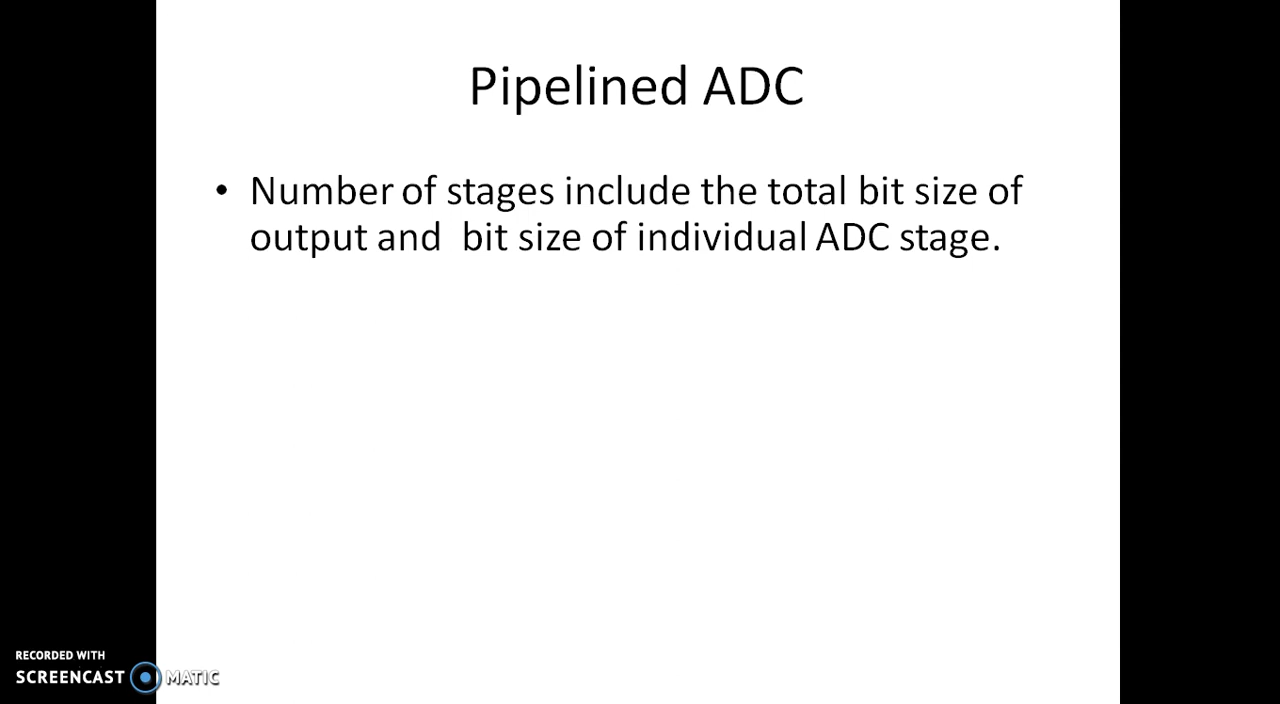 Pipelined ADC
• Number of stages include the total bit size of
output and  bit size of individual ADC stage.
RECORDED WITH
SCREENCAST MATIC